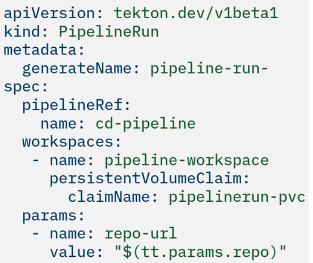 apiVersion: tekton.dev/v1beta1
kind: PipelineRun
metadata:
  generateName: pipeline-run-
spec:
  pipelineRef:
    name: cd-pipeline
  workspaces:
   - name: pipeline-workspace
     persistentVolumeClaim:
       claimName: pipelinerun-pvc
  params:
   - name: repo-url
     value: "$(tt.params.repo)"